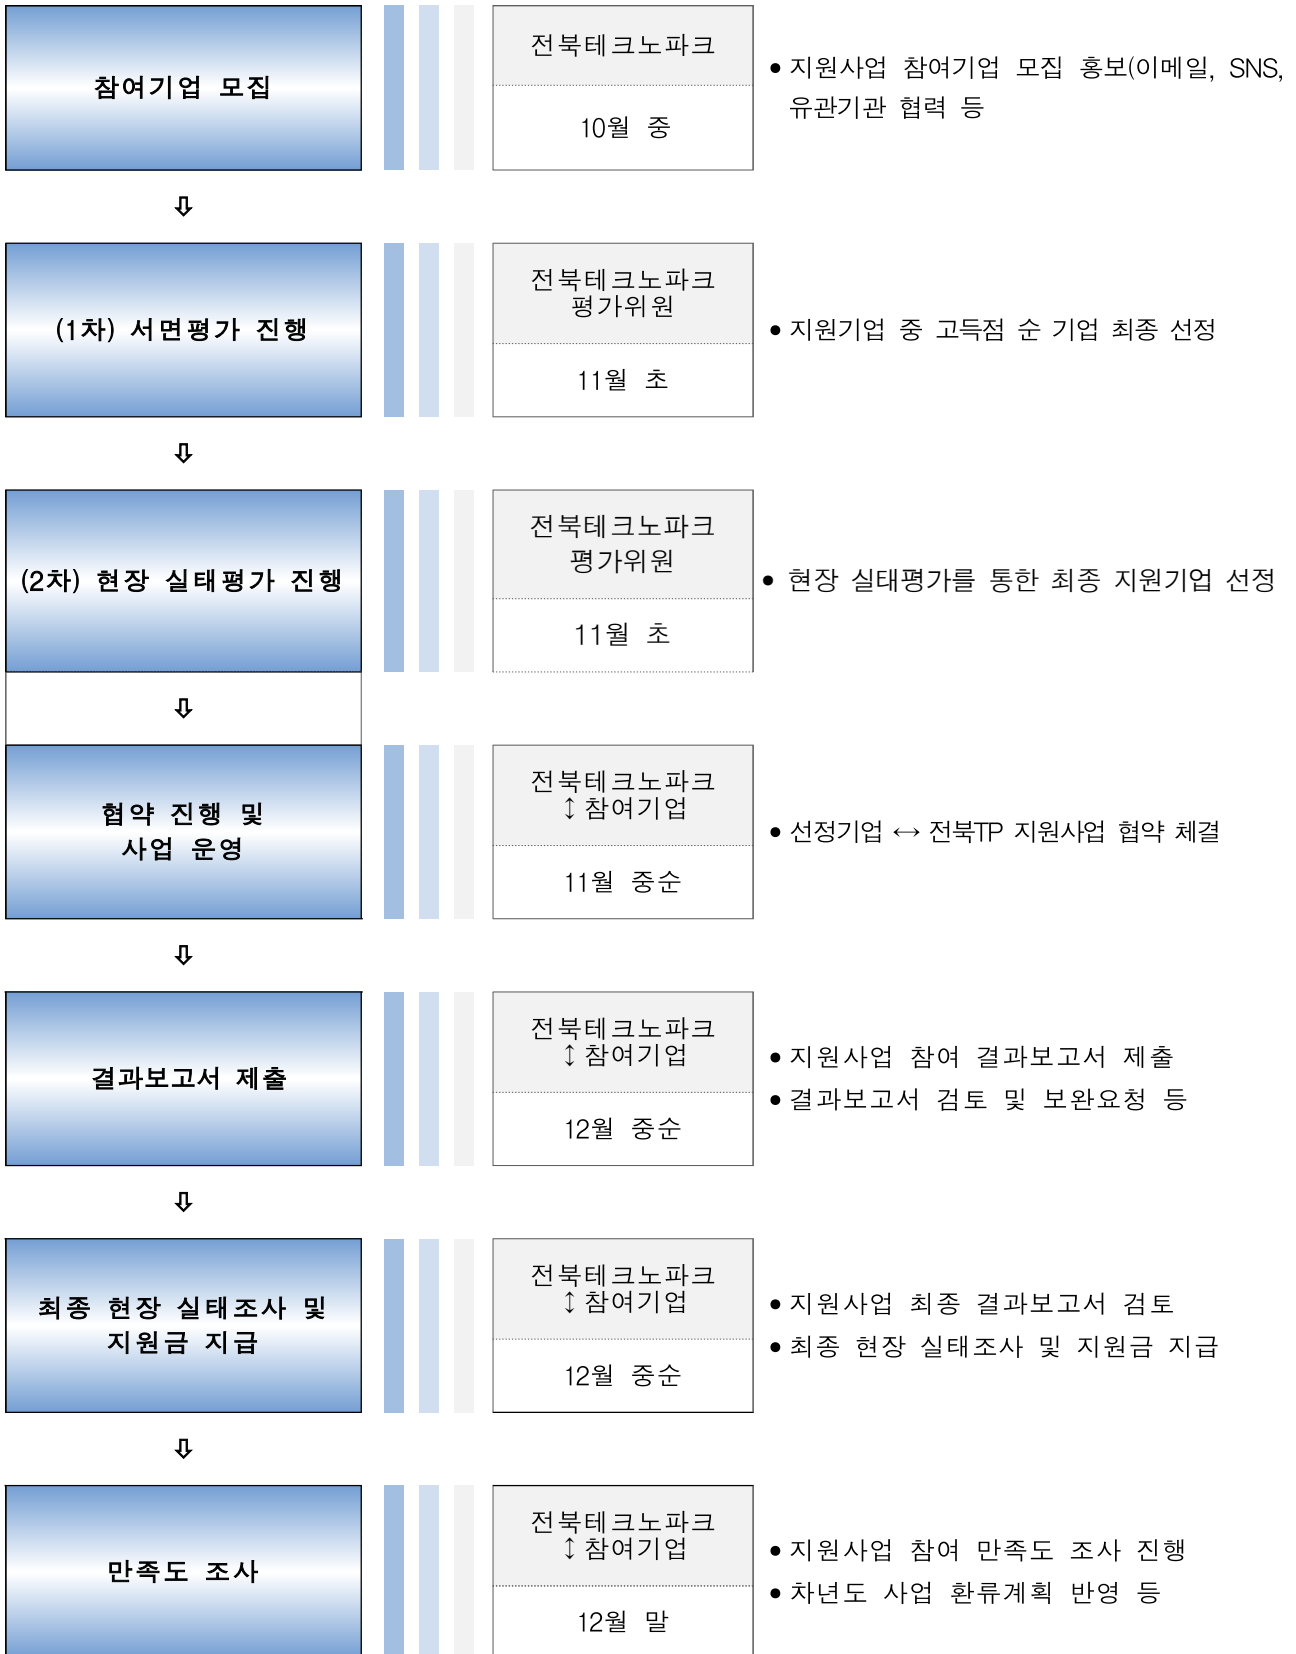 참여기업 모집
전북테크노파크
10월 중
● 지원사업 참여기업 모집 홍보(이메일, SNS,
유관기관 협력 등
⇩
(1차) 서면평가 진행
전북테크노파크
평가위원
11월 초
● 지원기업 중 고득점 순 기업 최종 선정
⇩
(2차) 현장 실태평가 진행
전북테크노파크
평가위원
11월 초
● 현장 실태평가를 통한 최종 지원기업 선정
⇩
협약 진행 및
사업 운영
전북테크노파크
↕ 참여기업
11월 중순
● 선정기업 ↔ 전북TP 지원사업 협약 체결
⇩
결과보고서 제출
전북테크노파크
↕ 참여기업
12월 중순
● 지원사업 참여 결과보고서 제출
● 결과보고서 검토 및 보완요청 등
⇩
최종 현장 실태조사 및
지원금 지급
전북테크노파크
↕ 참여기업
12월 중순
● 지원사업 최종 결과보고서 검토
● 최종 현장 실태조사 및 지원금 지급
⇩
만족도 조사
전북테크노파크
↕ 참여기업
12월 말
● 지원사업 참여 만족도 조사 진행
● 차년도 사업 환류계획 반영 등